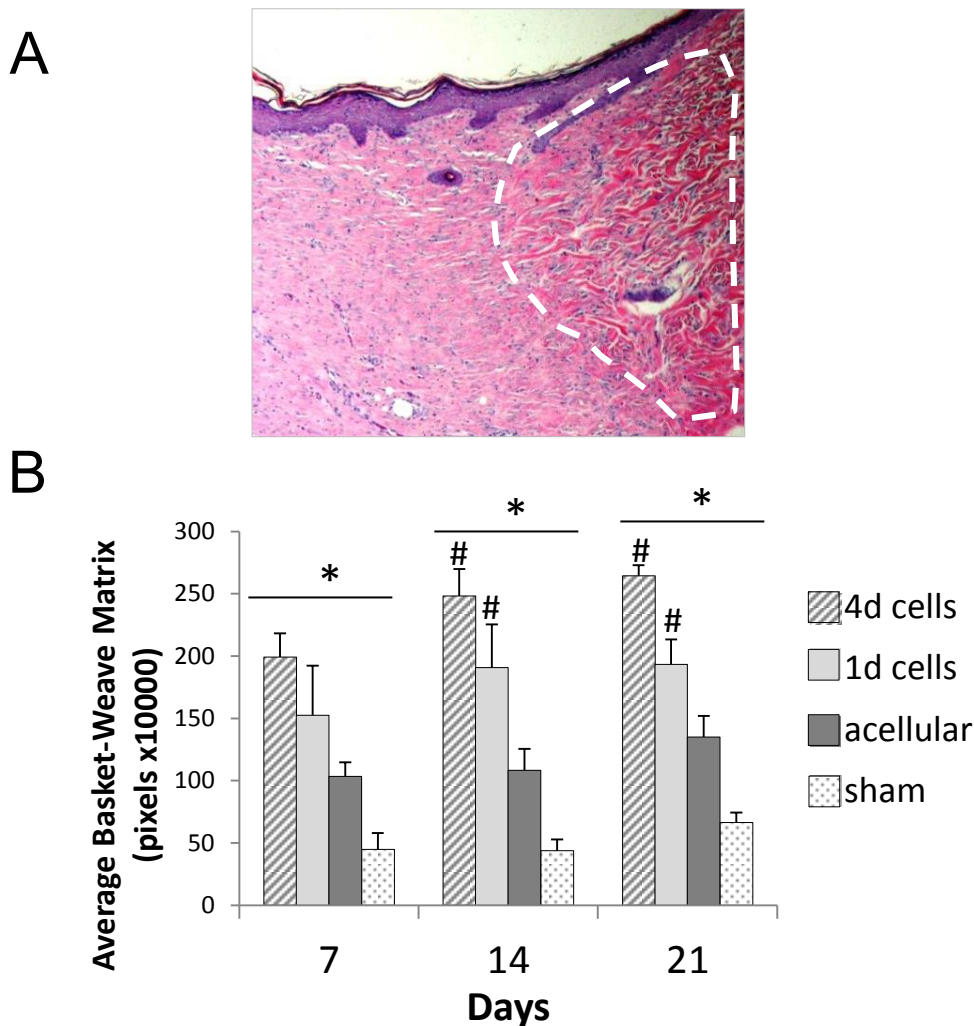 A
B
Average Basket-Weave Matrix
(pixels x10000)
300
250
200
150
100
50
0
*
*
*
#
#
#
#
7
14
21
Days
4d cells
1d cells
acellular
sham